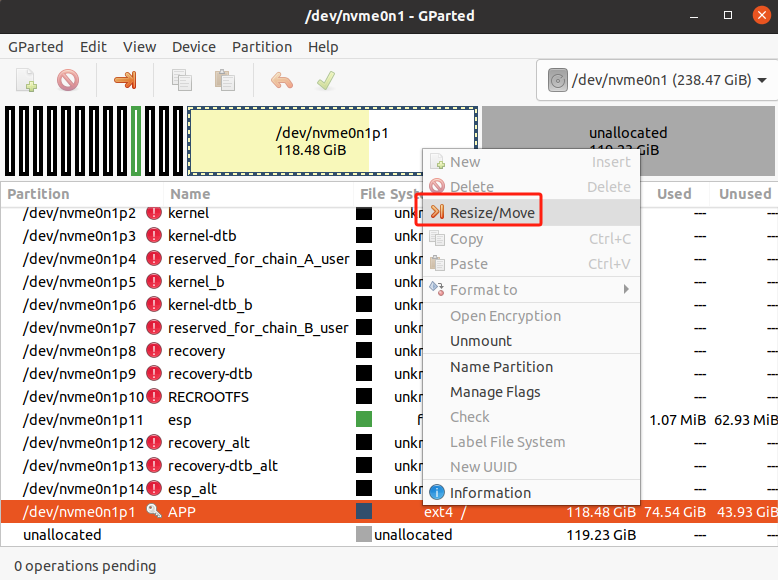 /dev/nvme0n1 - GParted
GParted Edit View Device Partition Help
/dev/nvme0n1 (238.47 GiB)
/dev/nvme0n1p1
118.48 GiB
unallocated
119.23 GiB
New Insert
Delete Delete
Resize/Move
Copy Ctrl+C
Paste Ctrl+V
Format to
Open Encryption
Unmount
Name Partition
Manage Flags
Check
Label File System
New UUID
Information
Partition Name File Syst Used Unused
/dev/nvme0n1p2 kernel unkn --- ---
/dev/nvme0n1p3 kernel-dtb unkn --- ---
/dev/nvme0n1p4 reserved_for_chain_A_user unkn --- ---
/dev/nvme0n1p5 kernel_b unkn --- ---
/dev/nvme0n1p6 kernel-dtb_b unkn --- ---
/dev/nvme0n1p7 reserved_for_chain_B_user unkn --- ---
/dev/nvme0n1p8 recovery unkn --- ---
/dev/nvme0n1p9 recovery-dtb unkn --- ---
/dev/nvme0n1p10 RECROOTFS unkn --- ---
/dev/nvme0n1p11 esp f 1.07 MiB 62.93 MiB
/dev/nvme0n1p12 recovery_alt unkn --- ---
/dev/nvme0n1p13 recovery-dtb_alt unkn --- ---
/dev/nvme0n1p14 esp_alt unkn --- ---
/dev/nvme0n1p1 APP ext4 / 118.48 GiB 74.54 GiB 43.93 GiB
unallocated unallocated 119.23 GiB --- ---
0 operations pending